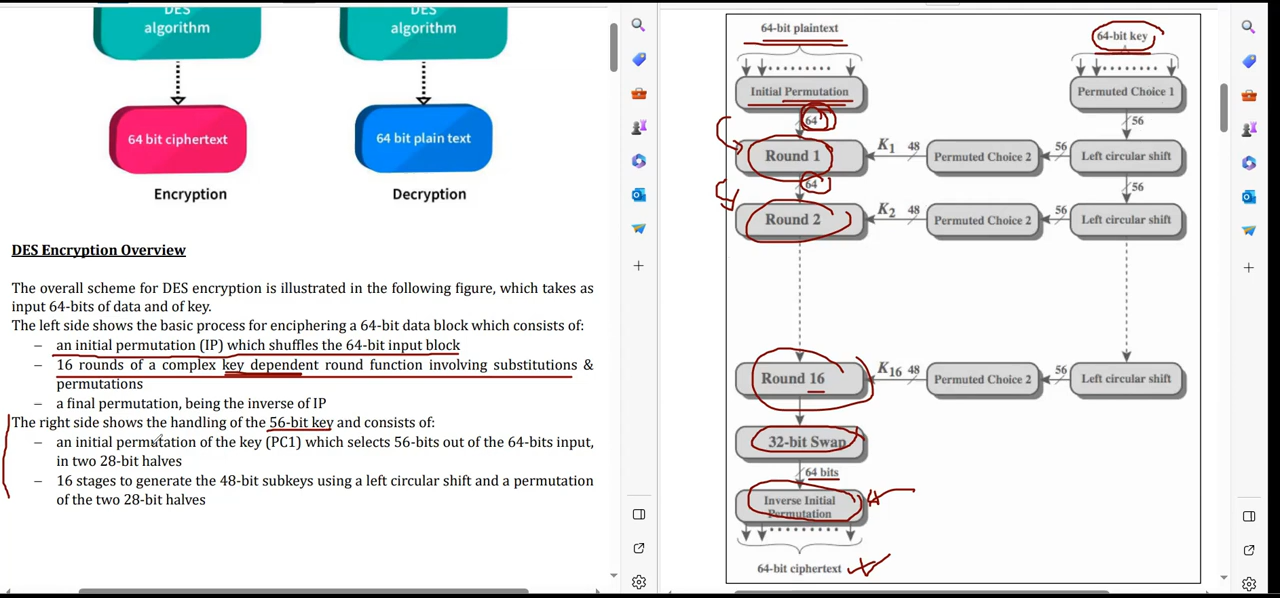 DES
algorithm
DES
algorithm
64 bit ciphertext
64 bit plain text
Encryption
Decryption
DES Encryption Overview
The overall scheme for DES encryption is illustrated in the following figure, which takes as
input 64-bits of data and of key.
The left side shows the basic process for enciphering a 64-bit data block which consists of:
– an initial permutation (IP) which shuffles the 64-bit input block
– 16 rounds of a complex key dependent round function involving substitutions &
permutations
– a final permutation, being the inverse of IP
The right side shows the handling of the 56-bit key and consists of:
– an initial permutation of the key (PC1) which selects 56-bits out of the 64-bits input,
in two 28-bit halves
– 16 stages to generate the 48-bit subkeys using a left circular shift and a permutation
of the two 28-bit halves
64-bit plaintext
64-bit key
Initial Permutation
Permuted Choice 1
64
56
Round 1
K1
48
Permuted Choice 2
56
Left circular shift
64
56
Round 2
K2
48
Permuted Choice 2
56
Left circular shift
Round 16
K16
48
Permuted Choice 2
56
Left circular shift
32-bit Swap
64 bits
Inverse Initial
Permutation
64-bit ciphertext